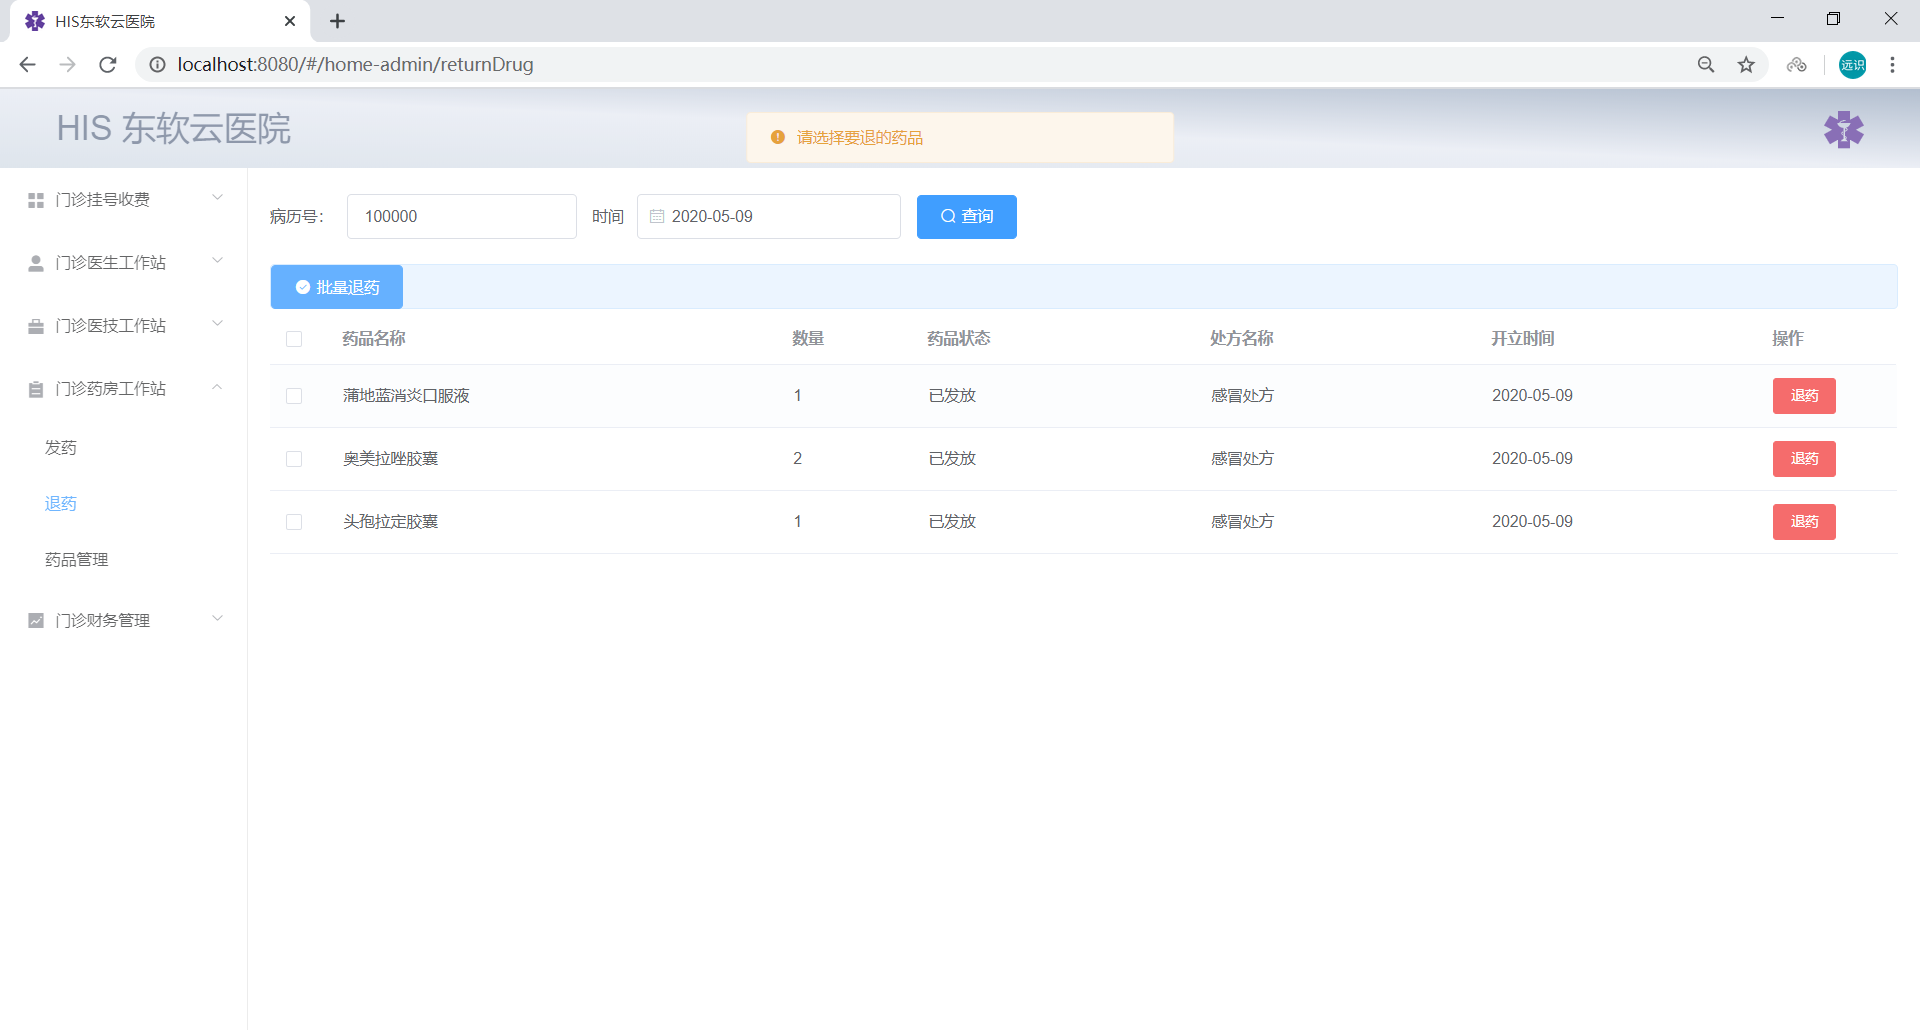 HIS东软云医院
localhost:8080/#/home-admin/returnDrug
远识
HIS 东软云医院
请选择要退的药品
门诊挂号收费
门诊医生工作站
门诊医技工作站
门诊药房工作站
发药
退药
药品管理
门诊财务管理
病历号： 100000 时间 2020-05-09 查询
批量退药
药品名称 数量 药品状态 处方名称 开立时间 操作
蒲地蓝消炎口服液 1 已发放 感冒处方 2020-05-09 退药
奥美拉唑胶囊 2 已发放 感冒处方 2020-05-09 退药
头孢拉定胶囊 1 已发放 感冒处方 2020-05-09 退药